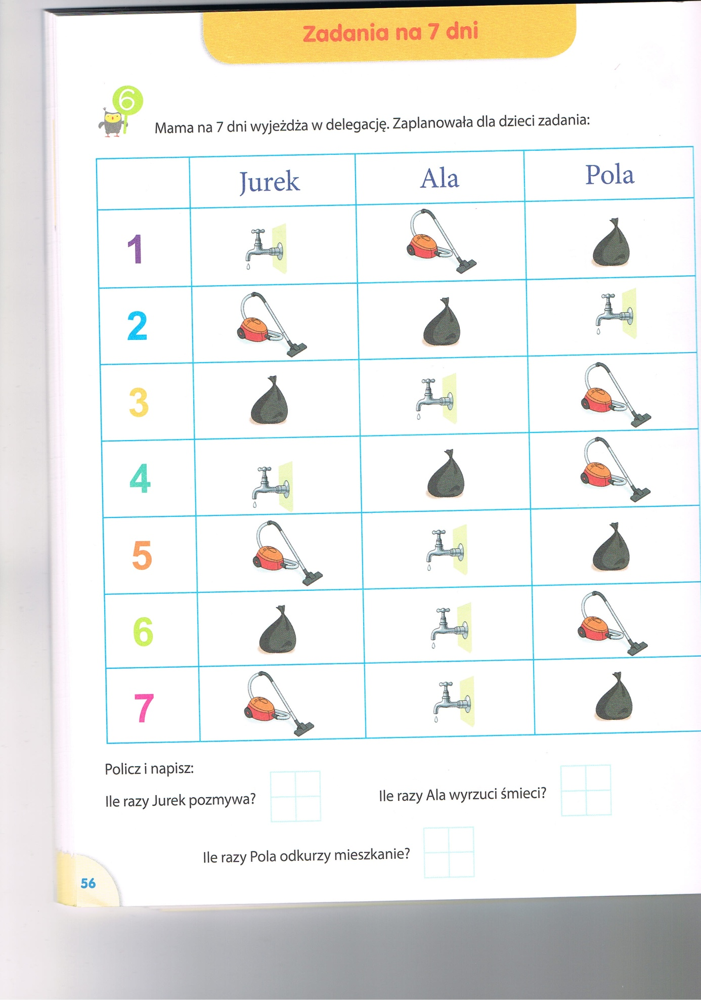 Zadania na 7 dni
6
Mama na 7 dni wyjeżdża w delegację. Zaplanowała dla dzieci zadania:
Jurek Ala Pola
1
2
3
4
5
6
7
Policz i napisz:
Ile razy Jurek pozmywa? Ile razy Ala wyrzuci śmieci?
Ile razy Pola odkurzy mieszkanie?
56